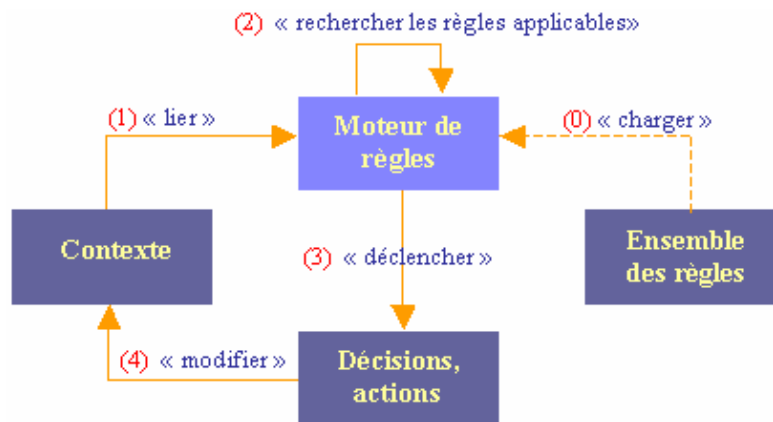 (2) « rechercher les règles applicables»
(1) « lier »
Moteur de
règles
(0) « charger »
Contexte
(3) « déclencher »
Ensemble
des règles
(4) « modifier »
Décisions,
actions